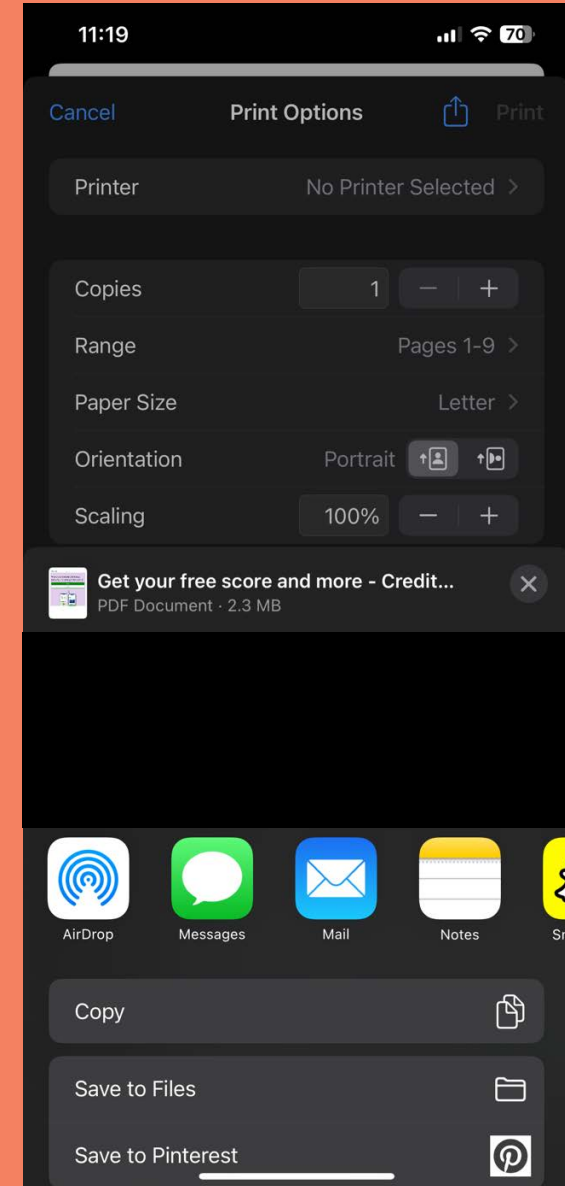 11:19
70
Cancel Print Options Print
Printer No Printer Selected
Copies 1
Range Pages 1-9
Paper Size Letter
Orientation Portrait
Scaling 100%
Get your free score and more - Credit...
PDF Document · 2.3 MB
AirDrop Messages Mail Notes
Copy
Save to Files
Save to Pinterest